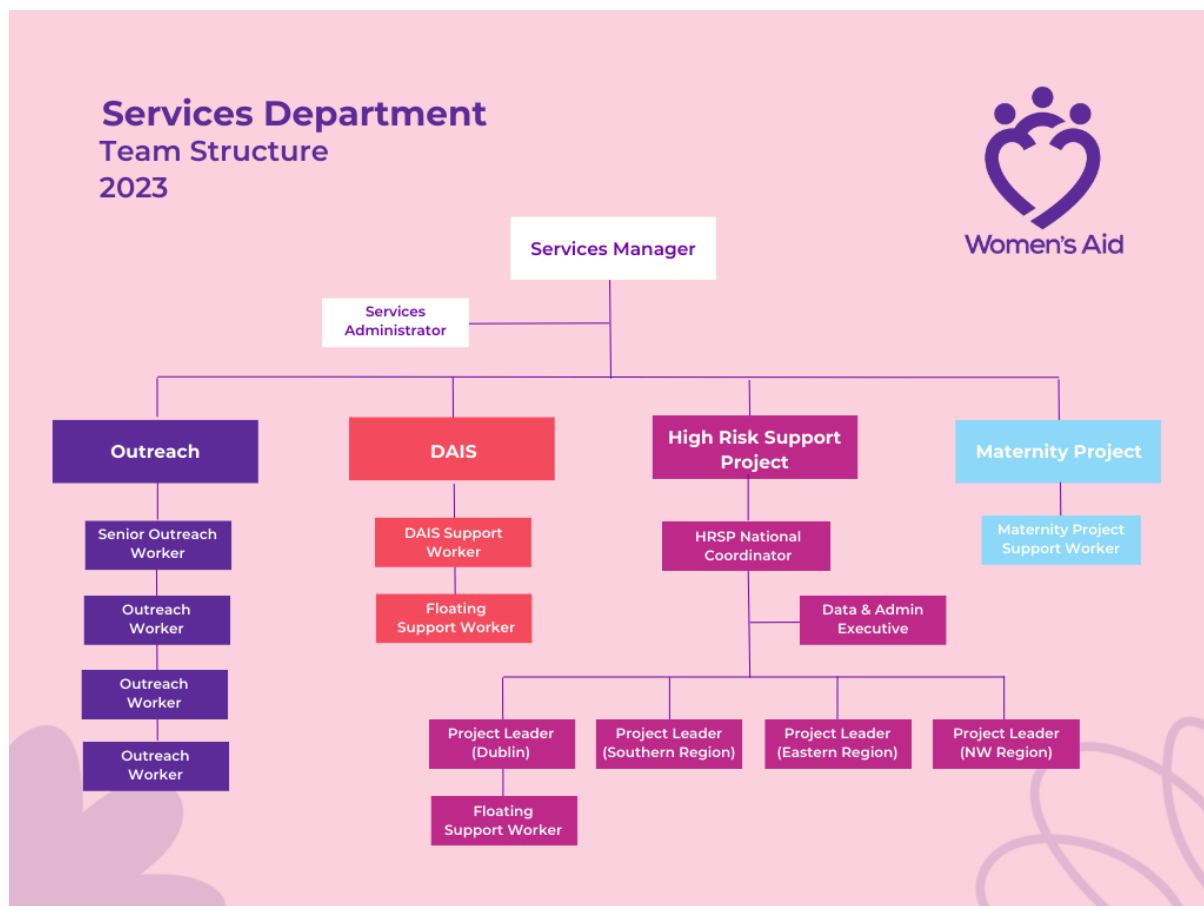 Services Department
Team Structure
2023
Women's Aid
Services Manager
Services
Administrator
Outreach
DAIS
High Risk Support
Project
Maternity Project
Senior Outreach
Worker
DAIS Support
Worker
HRSP National
Coordinator
Maternity Project
Support Worker
Outreach
Worker
Floating
Support Worker
Data & Admin
Executive
Outreach
Worker
Outreach
Worker
Project Leader
(Dublin)
Project Leader
(Southern Region)
Project Leader
(Eastern Region)
Project Leader
(NW Region)
Floating
Support Worker